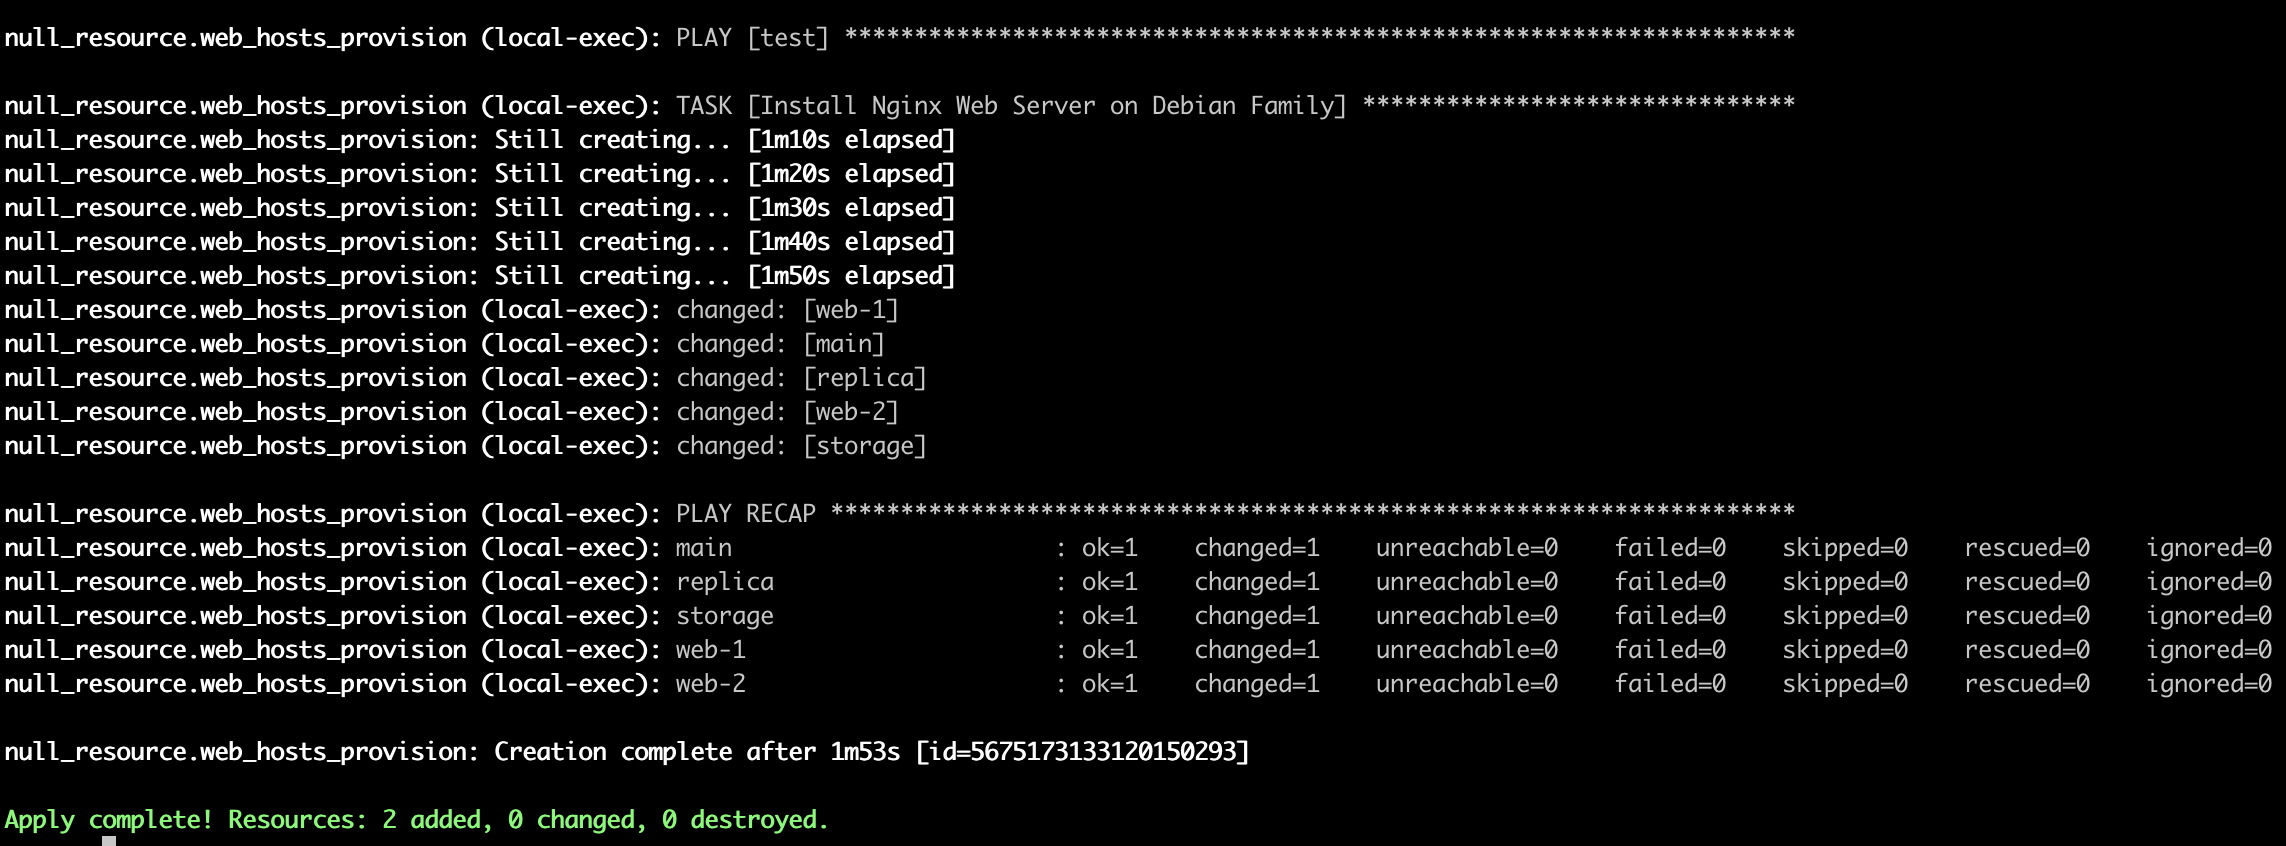 null_resource.web_hosts_provision (local-exec): PLAY [test] ********************************************************************
null_resource.web_hosts_provision (local-exec): TASK [Install Nginx Web Server on Debian Family] *******************************
null_resource.web_hosts_provision: Still creating... [1m10s elapsed]
null_resource.web_hosts_provision: Still creating... [1m20s elapsed]
null_resource.web_hosts_provision: Still creating... [1m30s elapsed]
null_resource.web_hosts_provision: Still creating... [1m40s elapsed]
null_resource.web_hosts_provision: Still creating... [1m50s elapsed]
null_resource.web_hosts_provision (local-exec): changed: [web-1]
null_resource.web_hosts_provision (local-exec): changed: [main]
null_resource.web_hosts_provision (local-exec): changed: [replica]
null_resource.web_hosts_provision (local-exec): changed: [web-2]
null_resource.web_hosts_provision (local-exec): changed: [storage]
null_resource.web_hosts_provision (local-exec): PLAY RECAP *********************************************************************
null_resource.web_hosts_provision (local-exec): main                       : ok=1    changed=1    unreachable=0    failed=0    skipped=0    rescued=0    ignored=0
null_resource.web_hosts_provision (local-exec): replica                    : ok=1    changed=1    unreachable=0    failed=0    skipped=0    rescued=0    ignored=0
null_resource.web_hosts_provision (local-exec): storage                    : ok=1    changed=1    unreachable=0    failed=0    skipped=0    rescued=0    ignored=0
null_resource.web_hosts_provision (local-exec): web-1                      : ok=1    changed=1    unreachable=0    failed=0    skipped=0    rescued=0    ignored=0
null_resource.web_hosts_provision (local-exec): web-2                      : ok=1    changed=1    unreachable=0    failed=0    skipped=0    rescued=0    ignored=0
null_resource.web_hosts_provision: Creation complete after 1m53s [id=5675173133120150293]
Apply complete! Resources: 2 added, 0 changed, 0 destroyed.